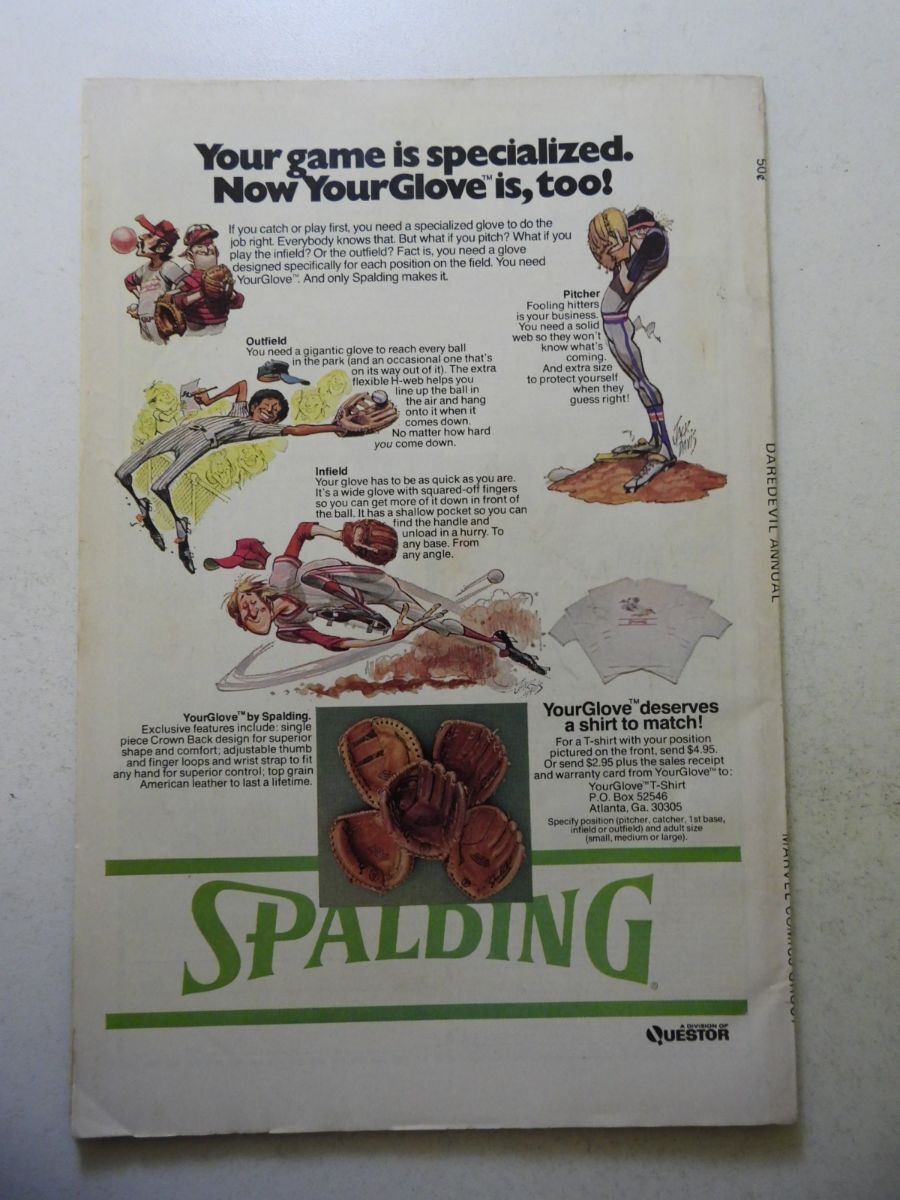 Your game is specialized.
Now YourGlove™ is, too!
If you catch or play first, you need a specialized glove to do the
job right. Everybody knows that. But what if you pitch? What if you
play the infield? Or the outfield? Fact is, you need a glove
designed specifically for each position on the field. You need
YourGlove™. And only Spalding makes it.
Pitcher
Fooling hitters
is your business.
You need a solid
web so they won't
know what's
coming.
And extra size
to protect yourself
when they
guess right!
Outfield
You need a gigantic glove to reach every ball
in the park (and an occasional one that's
on its way out of it). The extra
flexible H-web helps you
line up the ball in
the air and hang
onto it when it
comes down.
No matter how hard
you come down.
Infield
Your glove has to be as quick as you are.
It's a wide glove with squared-off fingers
so you can get more of it down in front of
the ball. It has a shallow pocket so you can
find the handle and
unload in a hurry. To
any base. From
any angle.
YourGlove™ by Spalding.
Exclusive features include: single
piece Crown Back design for superior
shape and comfort; adjustable thumb
and finger loops and wrist strap to fit
any hand for superior control; top grain
American leather to last a lifetime.
YourGlove™ deserves
a shirt to match!
For a T-shirt with your position
pictured on the front, send $4.95.
Or send $2.95 plus the sales receipt
and warranty card from YourGlove™ to:
YourGlove™ T-Shirt
P.O. Box 52546
Atlanta, Ga. 30305
Specify position (pitcher, catcher, 1st base,
infield or outfield) and adult size
(small, medium or large).
SPALDING®
A DIVISION OF
QUESTOR
50¢
DAREDEVIL ANNUAL
MARVEL COMICS GROUP
JACK DAVIS